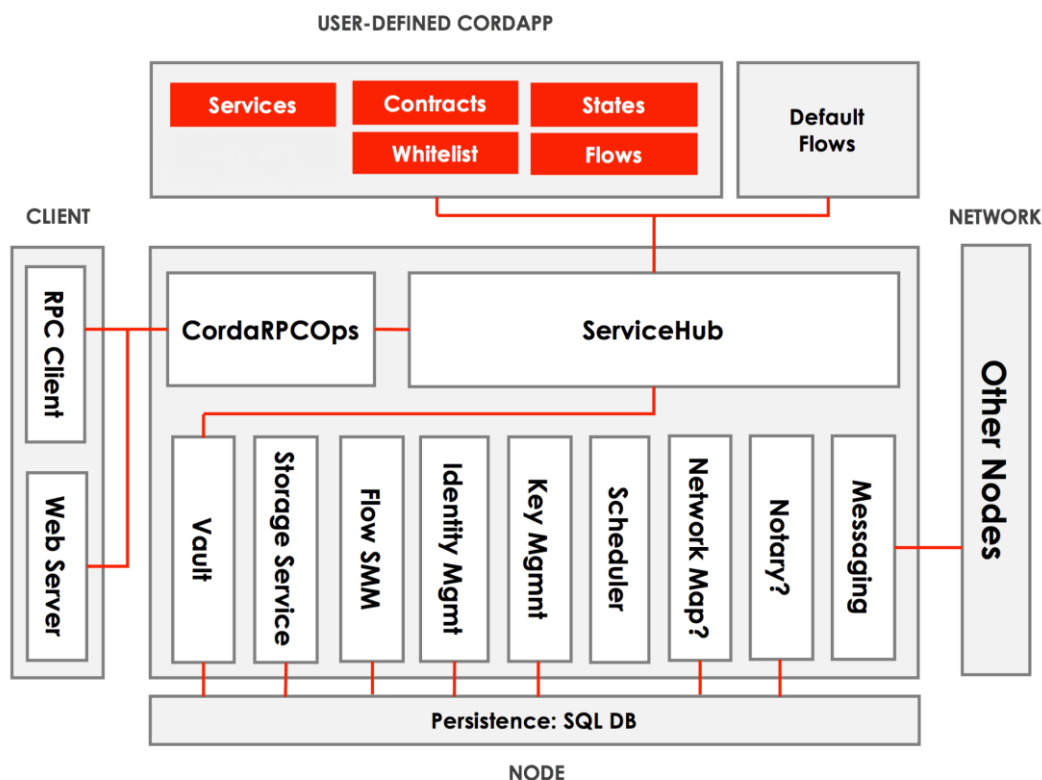 USER-DEFINED CORDAPP
Services
Contracts
States
Whitelist
Flows
Default
Flows
CLIENT
NETWORK
RPC Client
Web Server
CordaRPCOps
ServiceHub
Vault
Storage Service
Flow SMM
Identity Mgmt
Key Mgmnt
Scheduler
Network Map?
Notary?
Messaging
Other Nodes
Persistence: SQL DB
NODE